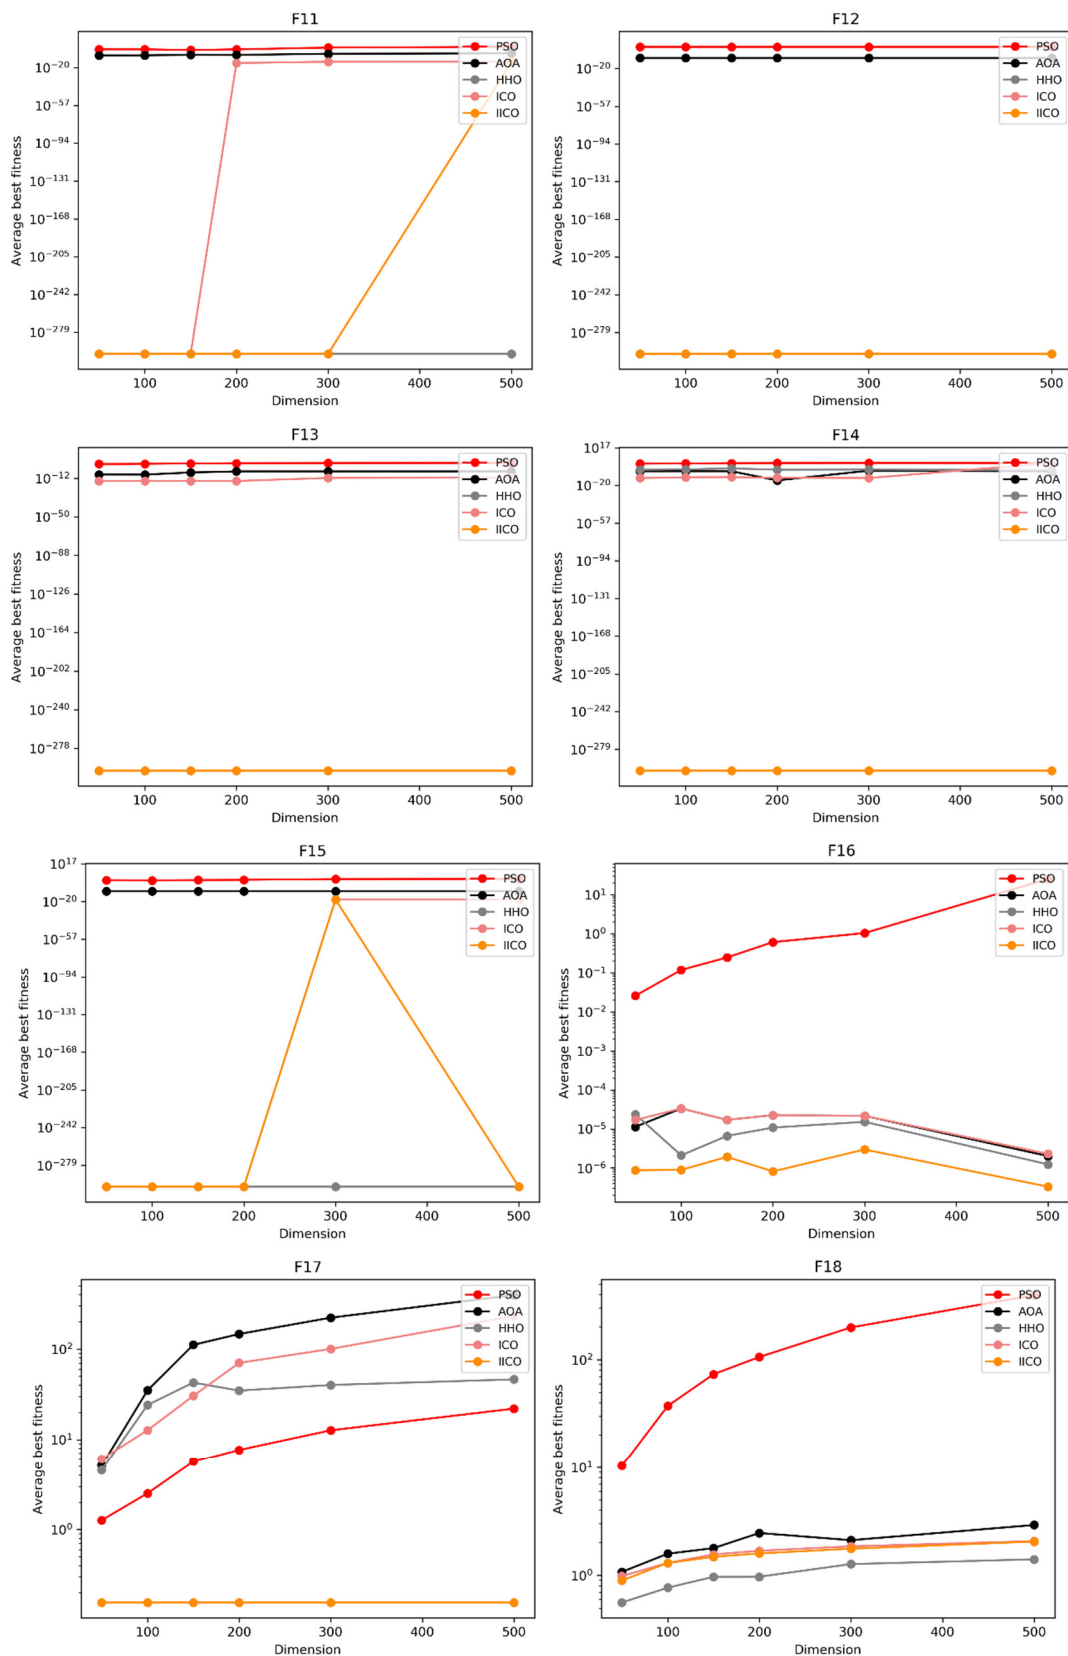 F11
Average best fitness
10^−20
10^−57
10^−94
10^−131
10^−168
10^−205
10^−242
10^−279
PSO
AOA
HHO
ICO
IICO
100 200 300 400 500
Dimension
F12
Average best fitness
10^−20
10^−57
10^−94
10^−131
10^−168
10^−205
10^−242
10^−279
PSO
AOA
HHO
ICO
IICO
100 200 300 400 500
Dimension
F13
Average best fitness
10^−12
10^−50
10^−88
10^−126
10^−164
10^−202
10^−240
10^−278
PSO
AOA
HHO
ICO
IICO
100 200 300 400 500
Dimension
F14
Average best fitness
10^17
10^−20
10^−57
10^−94
10^−131
10^−168
10^−205
10^−242
10^−279
PSO
AOA
HHO
ICO
IICO
100 200 300 400 500
Dimension
F15
Average best fitness
10^17
10^−20
10^−57
10^−94
10^−131
10^−168
10^−205
10^−242
10^−279
PSO
AOA
HHO
ICO
IICO
100 200 300 400 500
Dimension
F16
Average best fitness
10^1
10^0
10^−1
10^−2
10^−3
10^−4
10^−5
10^−6
PSO
AOA
HHO
ICO
IICO
100 200 300 400 500
Dimension
F17
Average best fitness
10^2
10^1
10^0
PSO
AOA
HHO
ICO
IICO
100 200 300 400 500
Dimension
F18
Average best fitness
10^2
10^1
10^0
PSO
AOA
HHO
ICO
IICO
100 200 300 400 500
Dimension